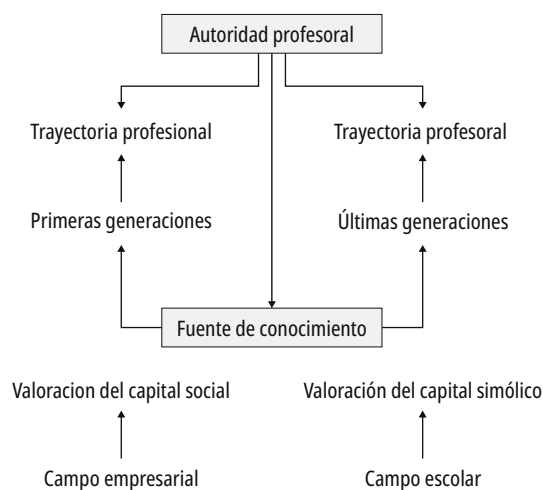 Autoridad profesoral
Trayectoria profesional
Trayectoria profesoral
Primeras generaciones
Últimas generaciones
Fuente de conocimiento
Valoracion del capital social
Valoración del capital simólico
Campo empresarial
Campo escolar